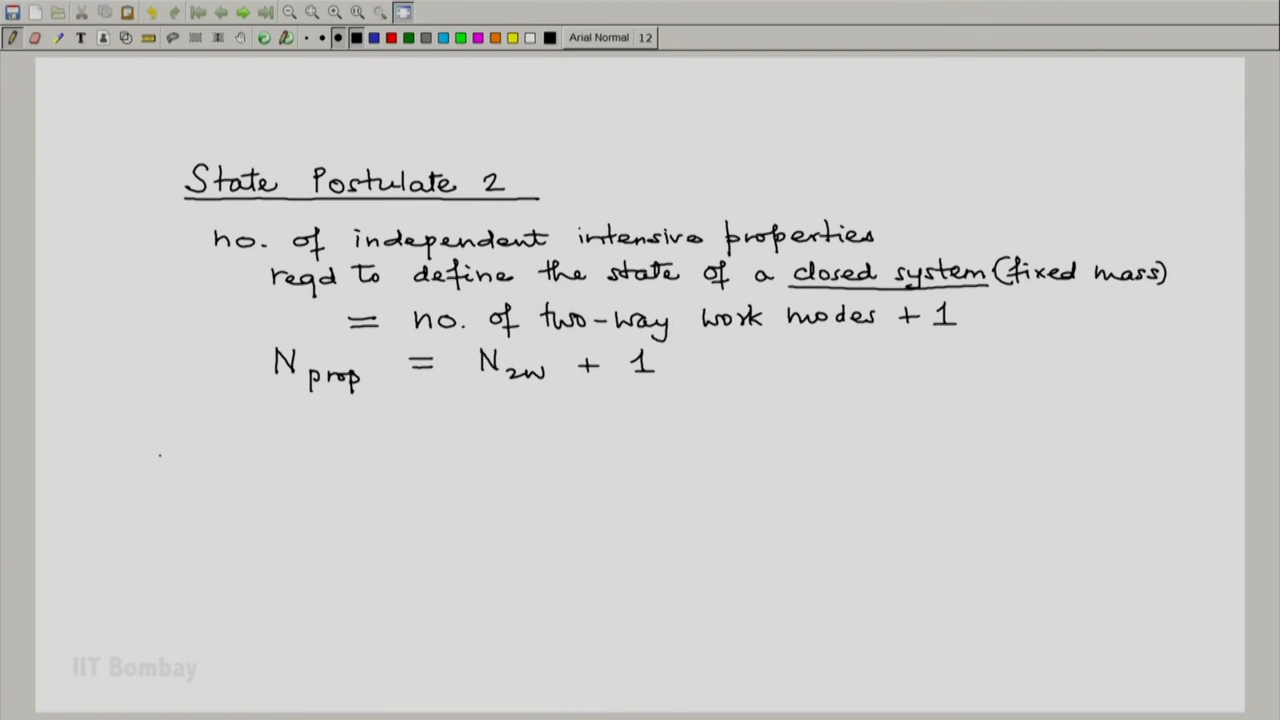 Arial Normal 12
State Postulate 2
no. of independent intensive properties
reqd to define the state of a closed system (fixed mass)
= no. of two-way work modes + 1
N prop = N 2W + 1
IIT Bombay